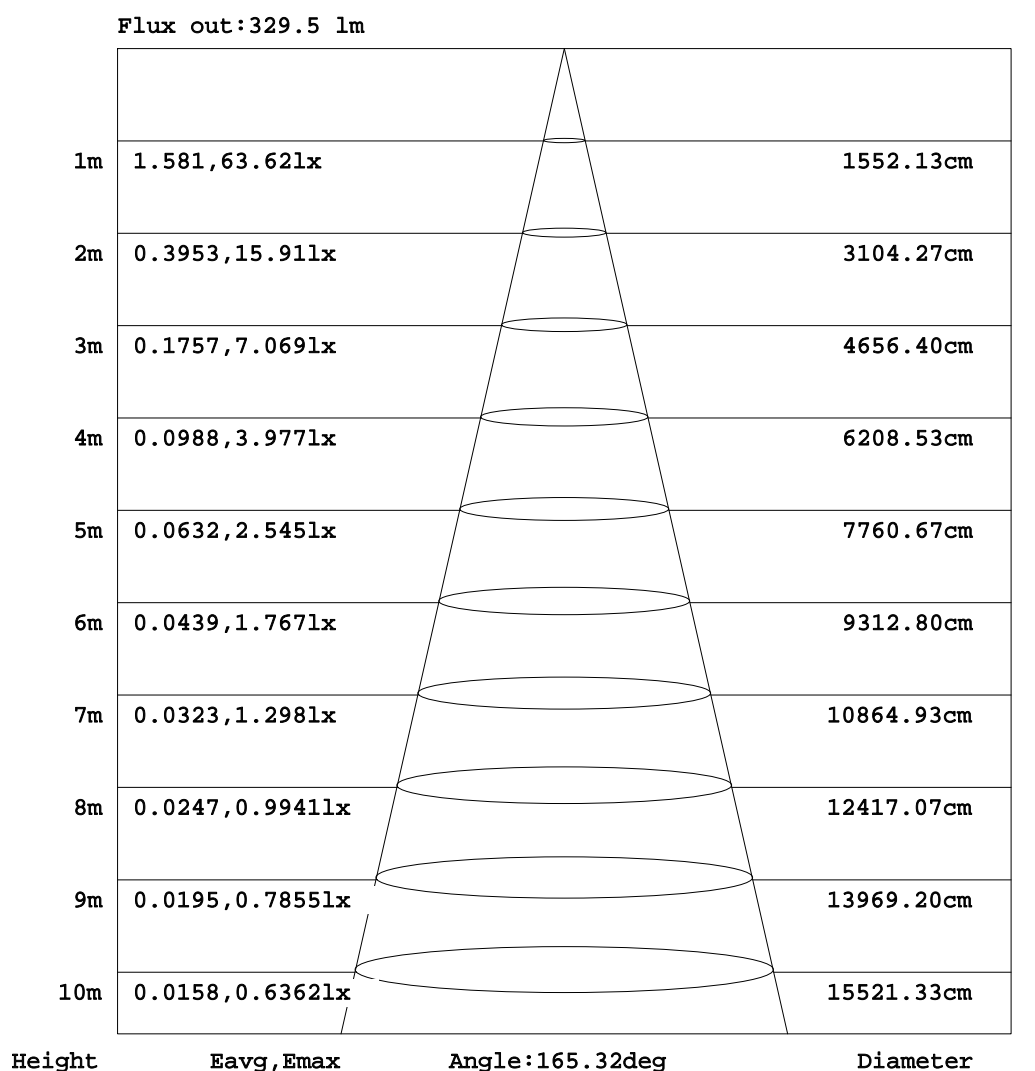 Flux out:329.5 lm
1m 1.581,63.62lx 1552.13cm
2m 0.3953,15.91lx 3104.27cm
3m 0.1757,7.069lx 4656.40cm
4m 0.0988,3.977lx 6208.53cm
5m 0.0632,2.545lx 7760.67cm
6m 0.0439,1.767lx 9312.80cm
7m 0.0323,1.298lx 10864.93cm
8m 0.0247,0.9941lx 12417.07cm
9m 0.0195,0.7855lx 13969.20cm
10m 0.0158,0.6362lx 15521.33cm
Height Eavg,Emax Angle:165.32deg Diameter